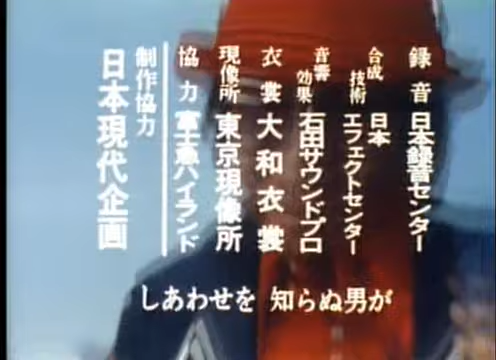 録音 日本録音センター
合成技術 日本エフェクトセンター
音響効果 石田サウンドプロ
衣裳 大和衣裳
現像所 東京現像所
協力 富士急ハイランド
制作協力
日本現代企画
しあわせを 知らぬ男が